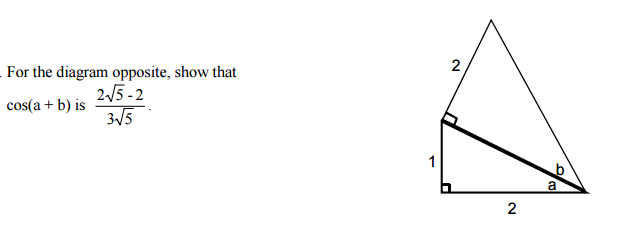 For the diagram opposite, show that
cos(a + b) is 2√5 - 2 / 3√5 .
2
1
b
a
2